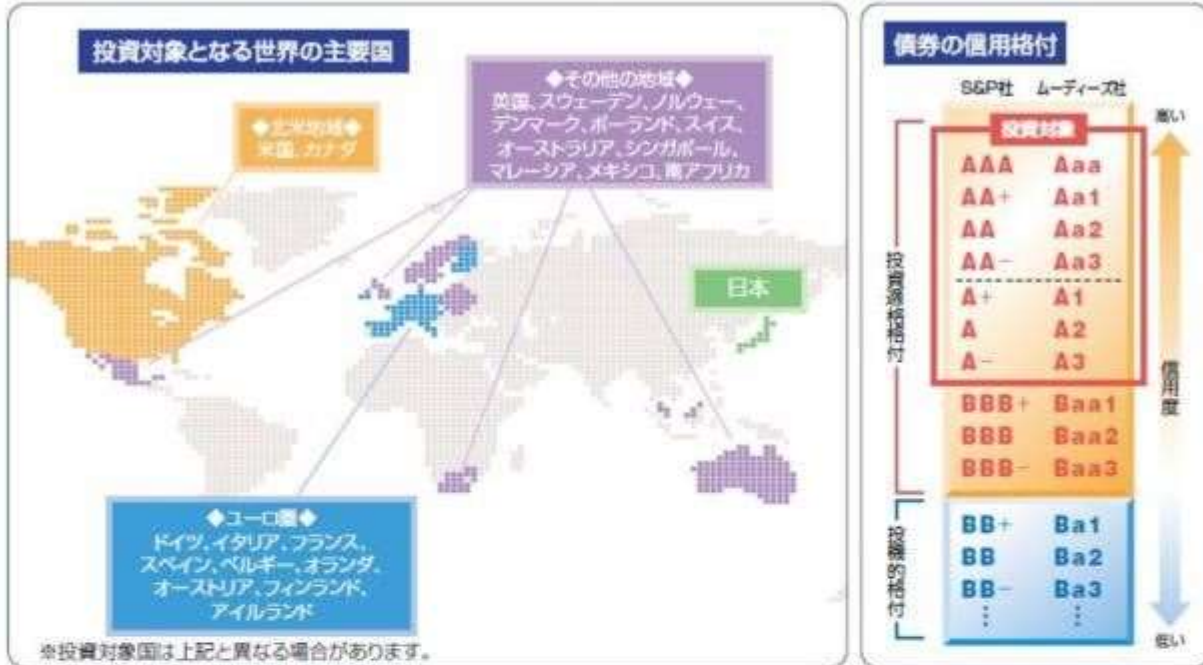 投資対象となる世界の主要国
◆その他の地域◆
英国、スウェーデン、ノルウェー、
デンマーク、ポーランド、スイス、
オーストラリア、シンガポール、
マレーシア、メキシコ、南アフリカ
◆北米地域◆
米国、カナダ
日本
◆ユーロ圏◆
ドイツ、イタリア、フランス、
スペイン、ベルギー、オランダ、
オーストリア、フィンランド、
アイルランド
※投資対象国は上記と異なる場合があります。
債券の信用格付
S&P社 ムーディーズ社
投資対象
高い
AAA Aaa
AA+ Aa1
AA Aa2
AA- Aa3
A+ A1
A A2
A- A3
BBB+ Baa1
BBB Baa2
BBB- Baa3
BB+ Ba1
BB Ba2
BB- Ba3
⋮ ⋮
投資適格格付
投機的格付
信用度
低い